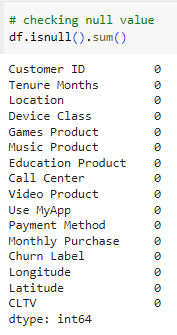 # checking null value
df.isnull().sum()
Customer ID 0
Tenure Months 0
Location 0
Device Class 0
Games Product 0
Music Product 0
Education Product 0
Call Center 0
Video Product 0
Use MyApp 0
Payment Method 0
Monthly Purchase 0
Churn Label 0
Longitude 0
Latitude 0
CLTV 0
dtype: int64